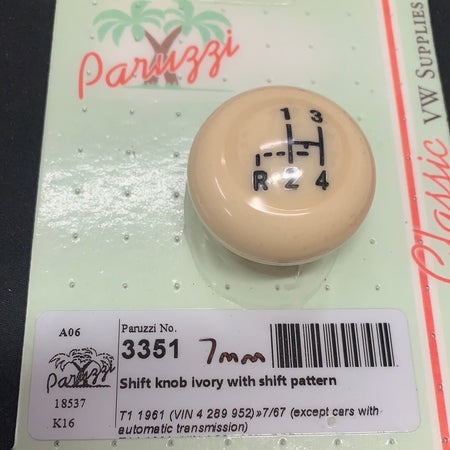 Paruzzi
Classic VW SUPPLIES
1 3
R 2 4
A06
Paruzzi
18537
K16
Paruzzi No.
3351 7mm
Shift knob ivory with shift pattern
T1 1961 (VIN 4 289 952)»7/67 (except cars with
automatic transmission)